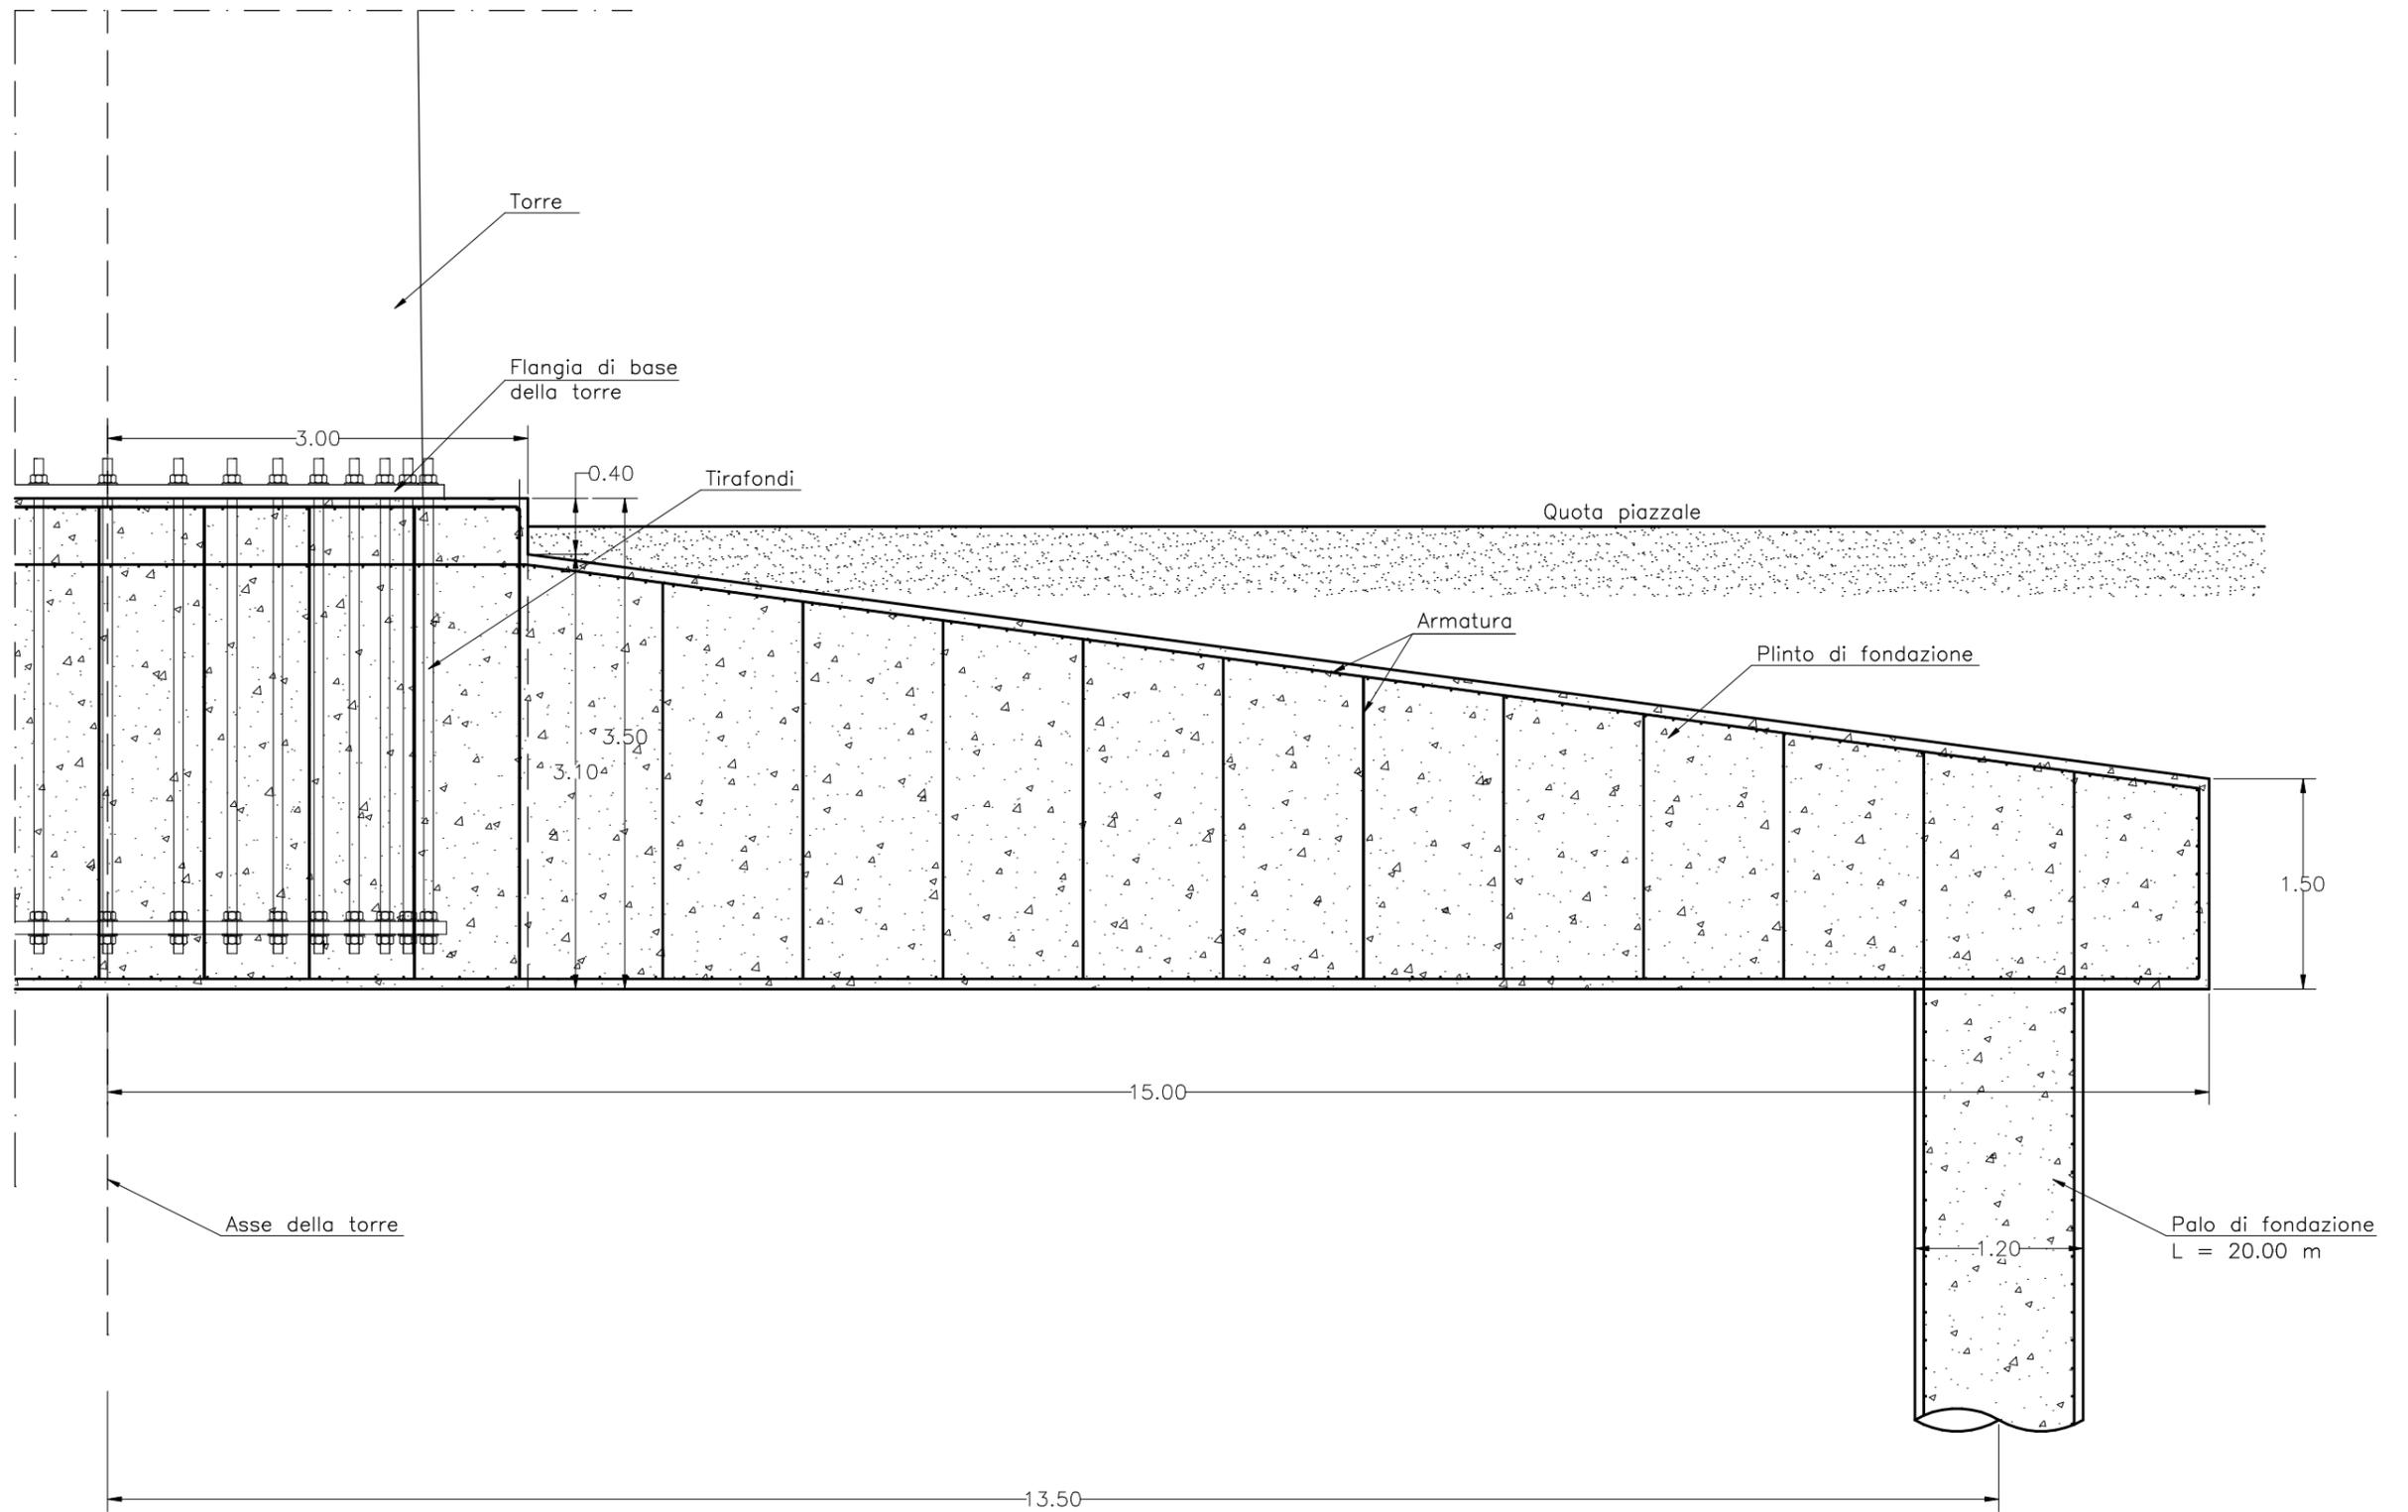 Torre
Flangia di base
della torre
3.00
0.40
Tirafondi
Quota piazzale
Armatura
Plinto di fondazione
3.50
3.10
1.50
15.00
Asse della torre
Palo di fondazione
L = 20.00 m
1.20
13.50